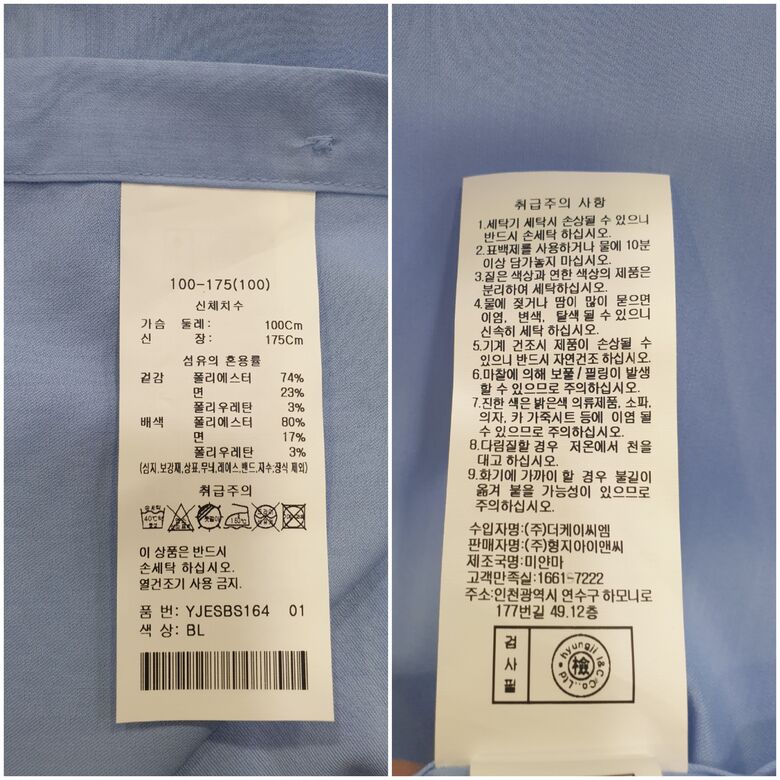 100-175(100)
신체치수
가슴 둘레: 100Cm
신 장: 175Cm
섬유의 혼용률
겉감 폴리에스터 74%
면 23%
폴리우레탄 3%
배색 폴리에스터 80%
면 17%
폴리우레탄 3%
(심지,보강재,상표,무네,레이스,밴드,자수;장식 제외)
취급주의
40℃
이 상품은 반드시
손세탁 하십시오.
열건조기 사용 금지.
품 번: YJESBS164 01
색 상: BL
취급주의 사항
1.세탁기 세탁시 손상될 수 있으니
반드시 손세탁 하십시오.
2.표백제를 사용하거나 물에 10분
이상 담가놓지 마십시오.
3.짙은 색상과 연한 색상의 제품은
분리하여 세탁하십시오.
4.물에 젖거나 땀이 많이 묻으면
이염, 변색, 탈색 될 수 있으니
신속히 세탁 하십시오.
5.기계 건조시 제품이 손상될 수
있으니 반드시 자연건조 하십시오.
6.마찰에 의해 보풀/필링이 발생
할 수 있으므로 주의하십시오.
7.진한 색은 밝은색 의류제품, 소파,
의자, 카 가죽시트 등에 이염 될
수 있으므로 주의하십시오.
8.다림질할 경우 저온에서 천을
대고 하십시오.
9.화기에 가까이 할 경우 불길이
옮겨 붙을 가능성이 있으므로
주의하십시오.
수입자명:(주)더케이씨엠
판매자명:(주)형지아이앤씨
제조국명:미얀마
고객만족실:1661-7222
주소:인천광역시 연수구 하모니로
177번길 49.12층
검사필
hyungji I&C Co.,Ltd
檢